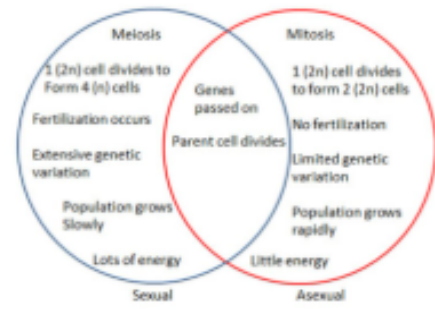 Meiosis
1 (2n) cell divides to
Form 4 (n) cells
Fertilization occurs
Extensive genetic
variation
Population grows
Slowly
Lots of energy
Sexual
Genes
passed on
Parent cell divides
Mitosis
1 (2n) cell divides
to form 2 (2n) cells
No fertilization
Limited genetic
variation
Population grows
rapidly
Little energy
Asexual